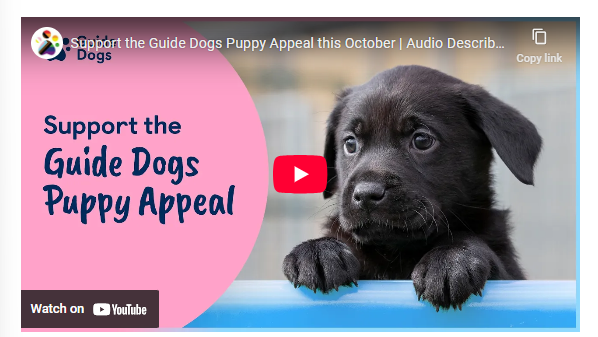 Support the Guide Dogs Puppy Appeal this October | Audio Describ...
Copy link
Guide
Dogs
Support the
Guide Dogs
Puppy Appeal
Watch on YouTube